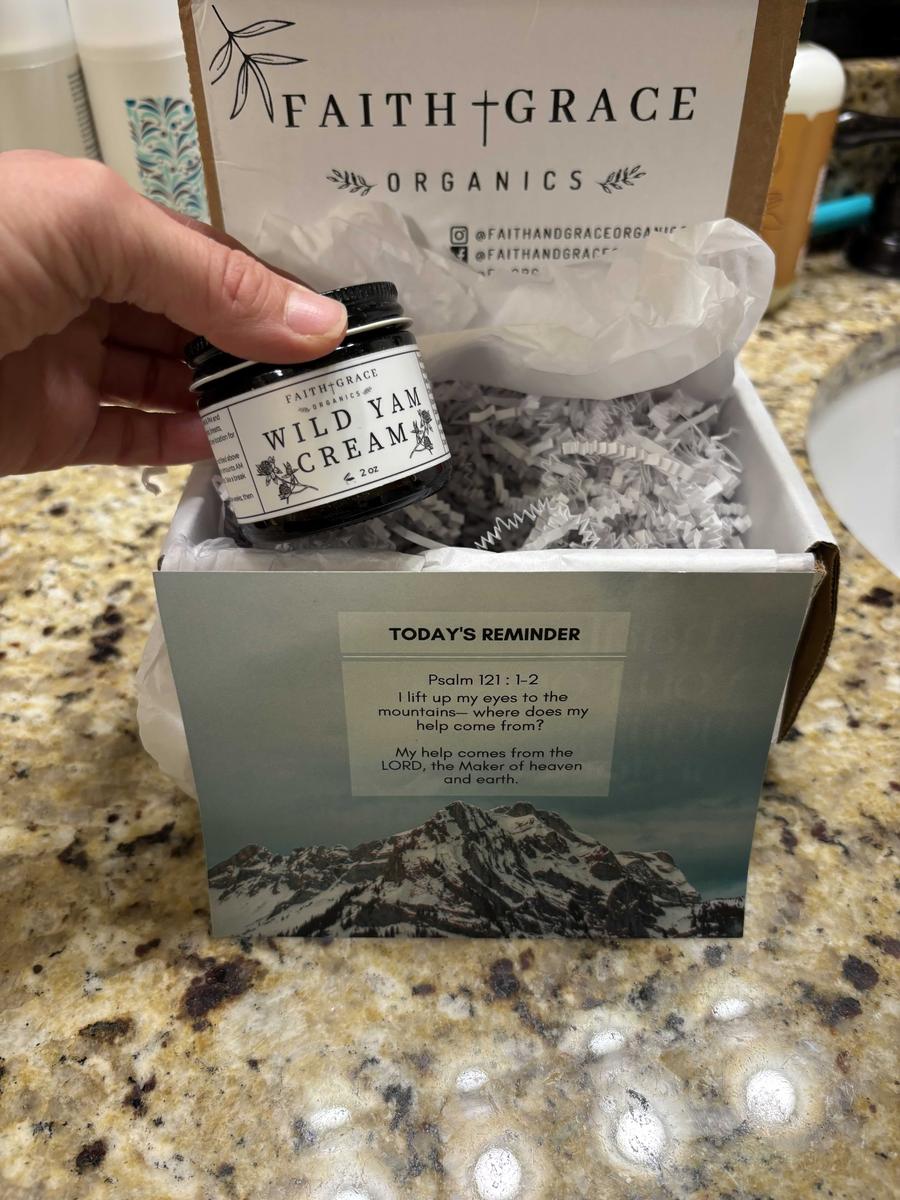 FAITH GRACE
ORGANICS
@FAITHANDGRACEORGANICS
@FAITHANDGRACE
FAITH GRACE
ORGANICS
WILD YAM
CREAM
2 oz
TODAY'S REMINDER
Psalm 121 : 1-2
I lift up my eyes to the
mountains— where does my
help come from?
My help comes from the
LORD, the Maker of heaven
and earth.